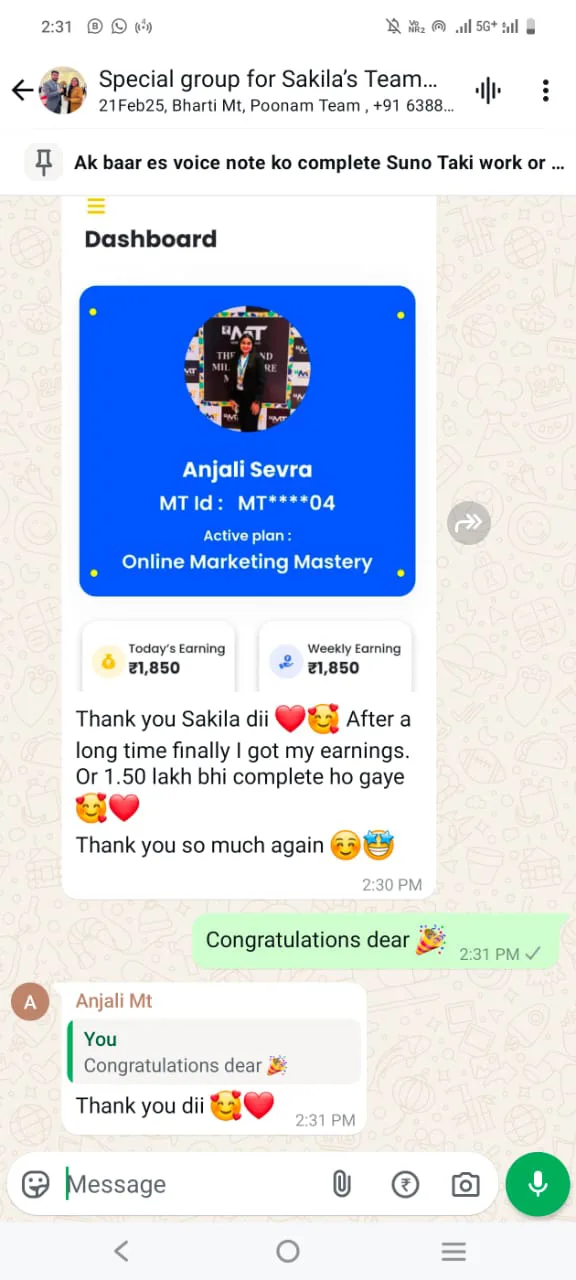 2:31
Vo
NR2
5G+
Special group for Sakila's Team...
21Feb25, Bharti Mt, Poonam Team , +91 6388...
Ak baar es voice note ko complete Suno Taki work or ...
Dashboard
MT
Anjali Sevra
MT Id : MT****04
Active plan :
Online Marketing Mastery
Today's Earning
₹1,850
Weekly Earning
₹1,850
Thank you Sakila dii ❤️🥰 After a
long time finally I got my earnings.
Or 1.50 lakh bhi complete ho gaye
🥰❤️
Thank you so much again ☺️🤩
2:30 PM
Congratulations dear 🎉
2:31 PM
A
Anjali Mt
You
Congratulations dear 🎉
Thank you dii 🥰❤️
2:31 PM
Message